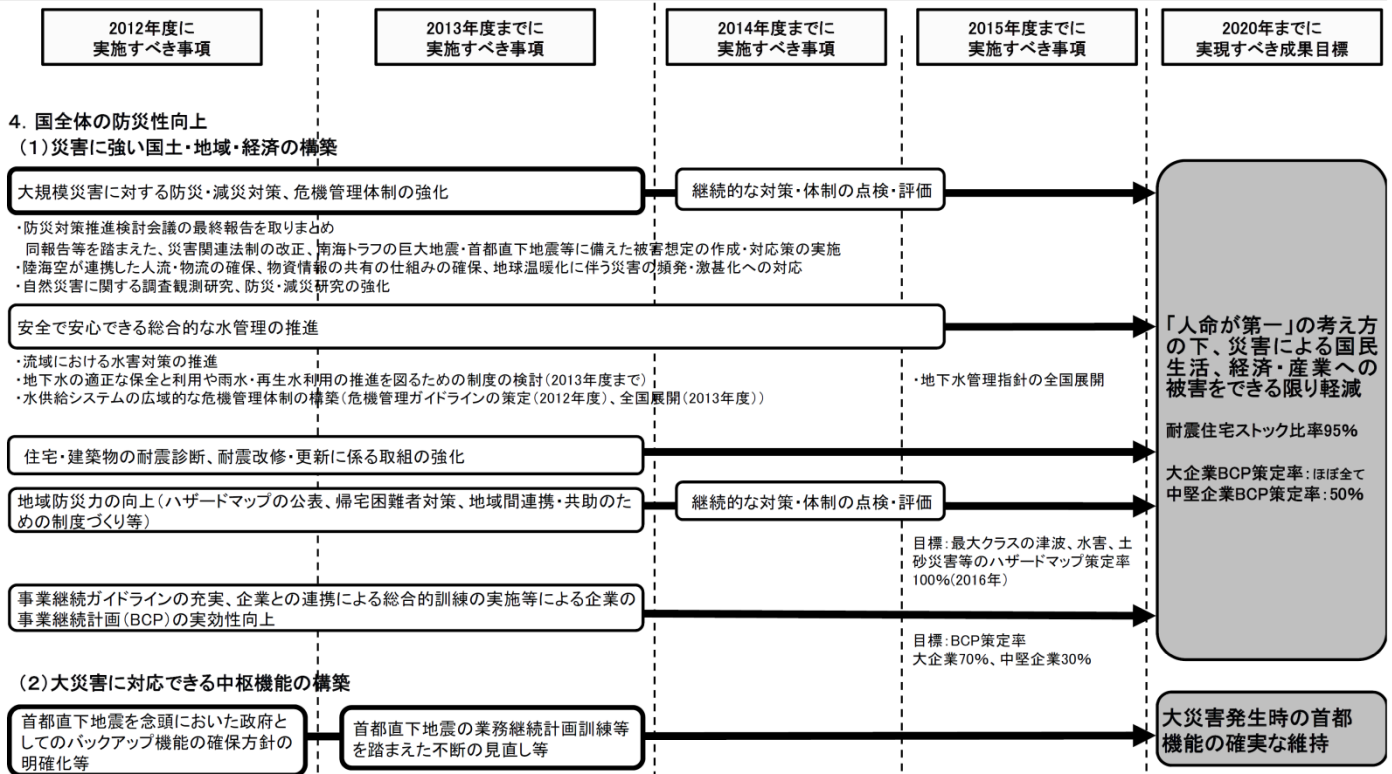 2012年度に
実施すべき事項
2013年度までに
実施すべき事項
2014年度までに
実施すべき事項
2015年度までに
実施すべき事項
2020年までに
実現すべき成果目標
4．国全体の防災性向上
（1）災害に強い国土・地域・経済の構築
大規模災害に対する防災・減災対策、危機管理体制の強化
継続的な対策・体制の点検・評価
・防災対策推進検討会議の最終報告を取りまとめ
同報告等を踏まえた、災害関連法制の改正、南海トラフの巨大地震・首都直下地震等に備えた被害想定の作成・対応策の実施
・陸海空が連携した人流・物流の確保、物資情報の共有の仕組みの確保、地球温暖化に伴う災害の頻発・激甚化への対応
・自然災害に関する調査観測研究、防災・減災研究の強化
安全で安心できる総合的な水管理の推進
・流域における水害対策の推進
・地下水の適正な保全と利用や雨水・再生水利用の推進を図るための制度の検討（2013年度まで）
・水供給システムの広域的な危機管理体制の構築（危機管理ガイドラインの策定（2012年度）、全国展開（2013年度））
・地下水管理指針の全国展開
住宅・建築物の耐震診断、耐震改修・更新に係る取組の強化
地域防災力の向上（ハザードマップの公表、帰宅困難者対策、地域間連携・共助のた
めの制度づくり等）
継続的な対策・体制の点検・評価
目標：最大クラスの津波、水害、土
砂災害等のハザードマップ策定率
100％（2016年）
事業継続ガイドラインの充実、企業との連携による総合的訓練の実施等による企業の
事業継続計画（BCP）の実効性向上
目標：BCP策定率
大企業70％、中堅企業30％
「人命が第一」の考え方
の下、災害による国民
生活、経済・産業への
被害をできる限り軽減
耐震住宅ストック比率95％
大企業BCP策定率：ほぼ全て
中堅企業BCP策定率：50％
（2）大災害に対応できる中枢機能の構築
首都直下地震を念頭においた政府と
してのバックアップ機能の確保方針の
明確化等
首都直下地震の業務継続計画訓練等
を踏まえた不断の見直し等
大災害発生時の首都
機能の確実な維持